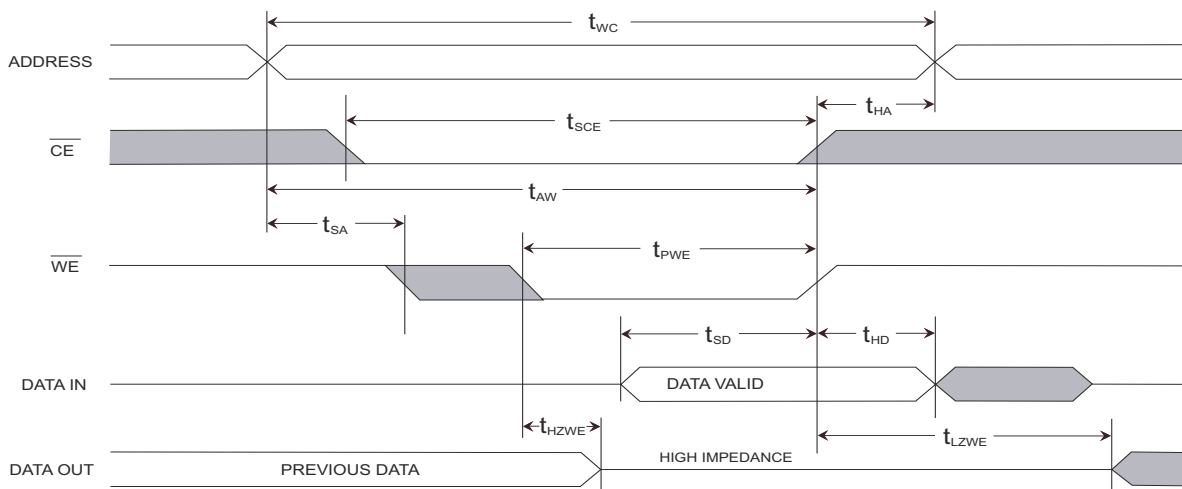 tWC
ADDRESS
tHA
tSCE
CE
tAW
tSA
tPWE
WE
tSD
tHD
DATA IN
DATA VALID
tHZWE
tLZWE
HIGH IMPEDANCE
DATA OUT
PREVIOUS DATA